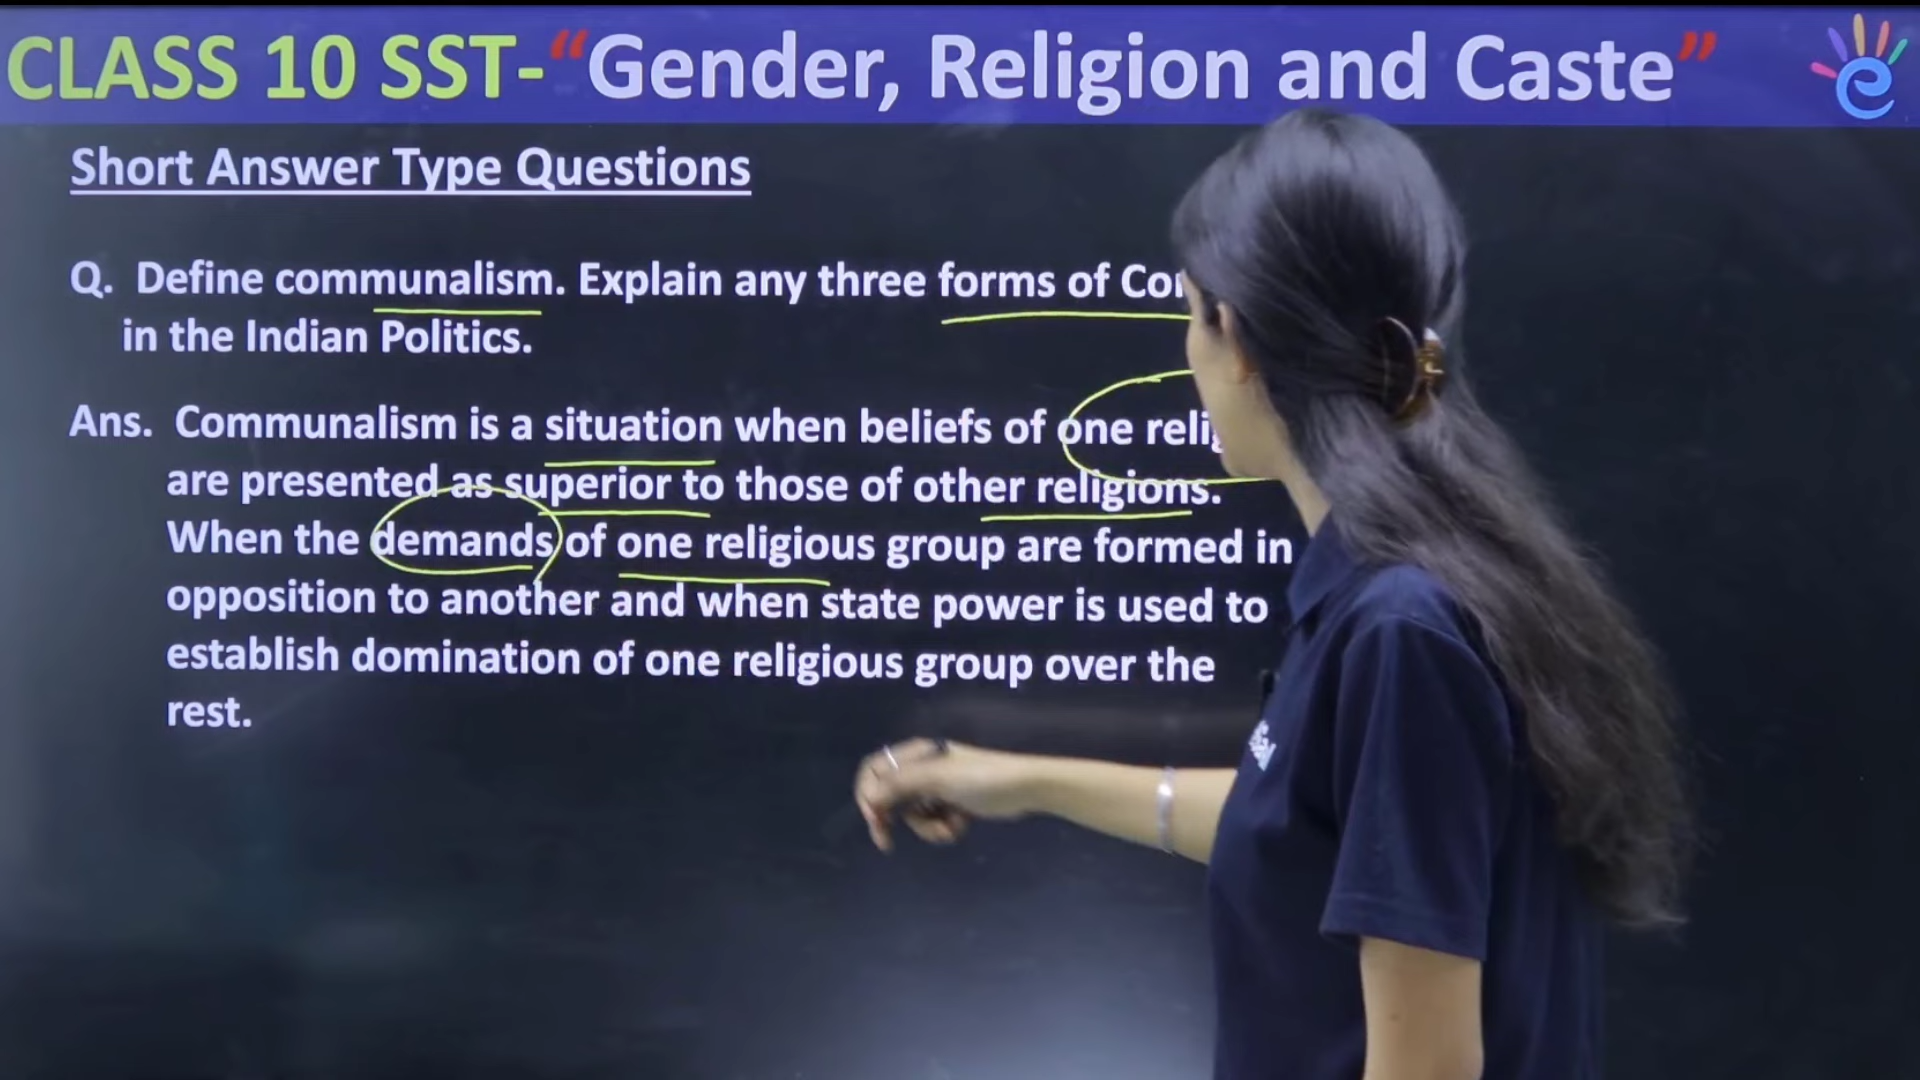 CLASS 10 SST-“Gender, Religion and Caste”
Short Answer Type Questions
Q. Define communalism. Explain any three forms of
in the Indian Politics.
Ans. Communalism is a situation when beliefs of one
are presented as superior to those of other religions.
When the demands of one religious group are formed in
opposition to another and when state power is used to
establish domination of one religious group over the
rest.